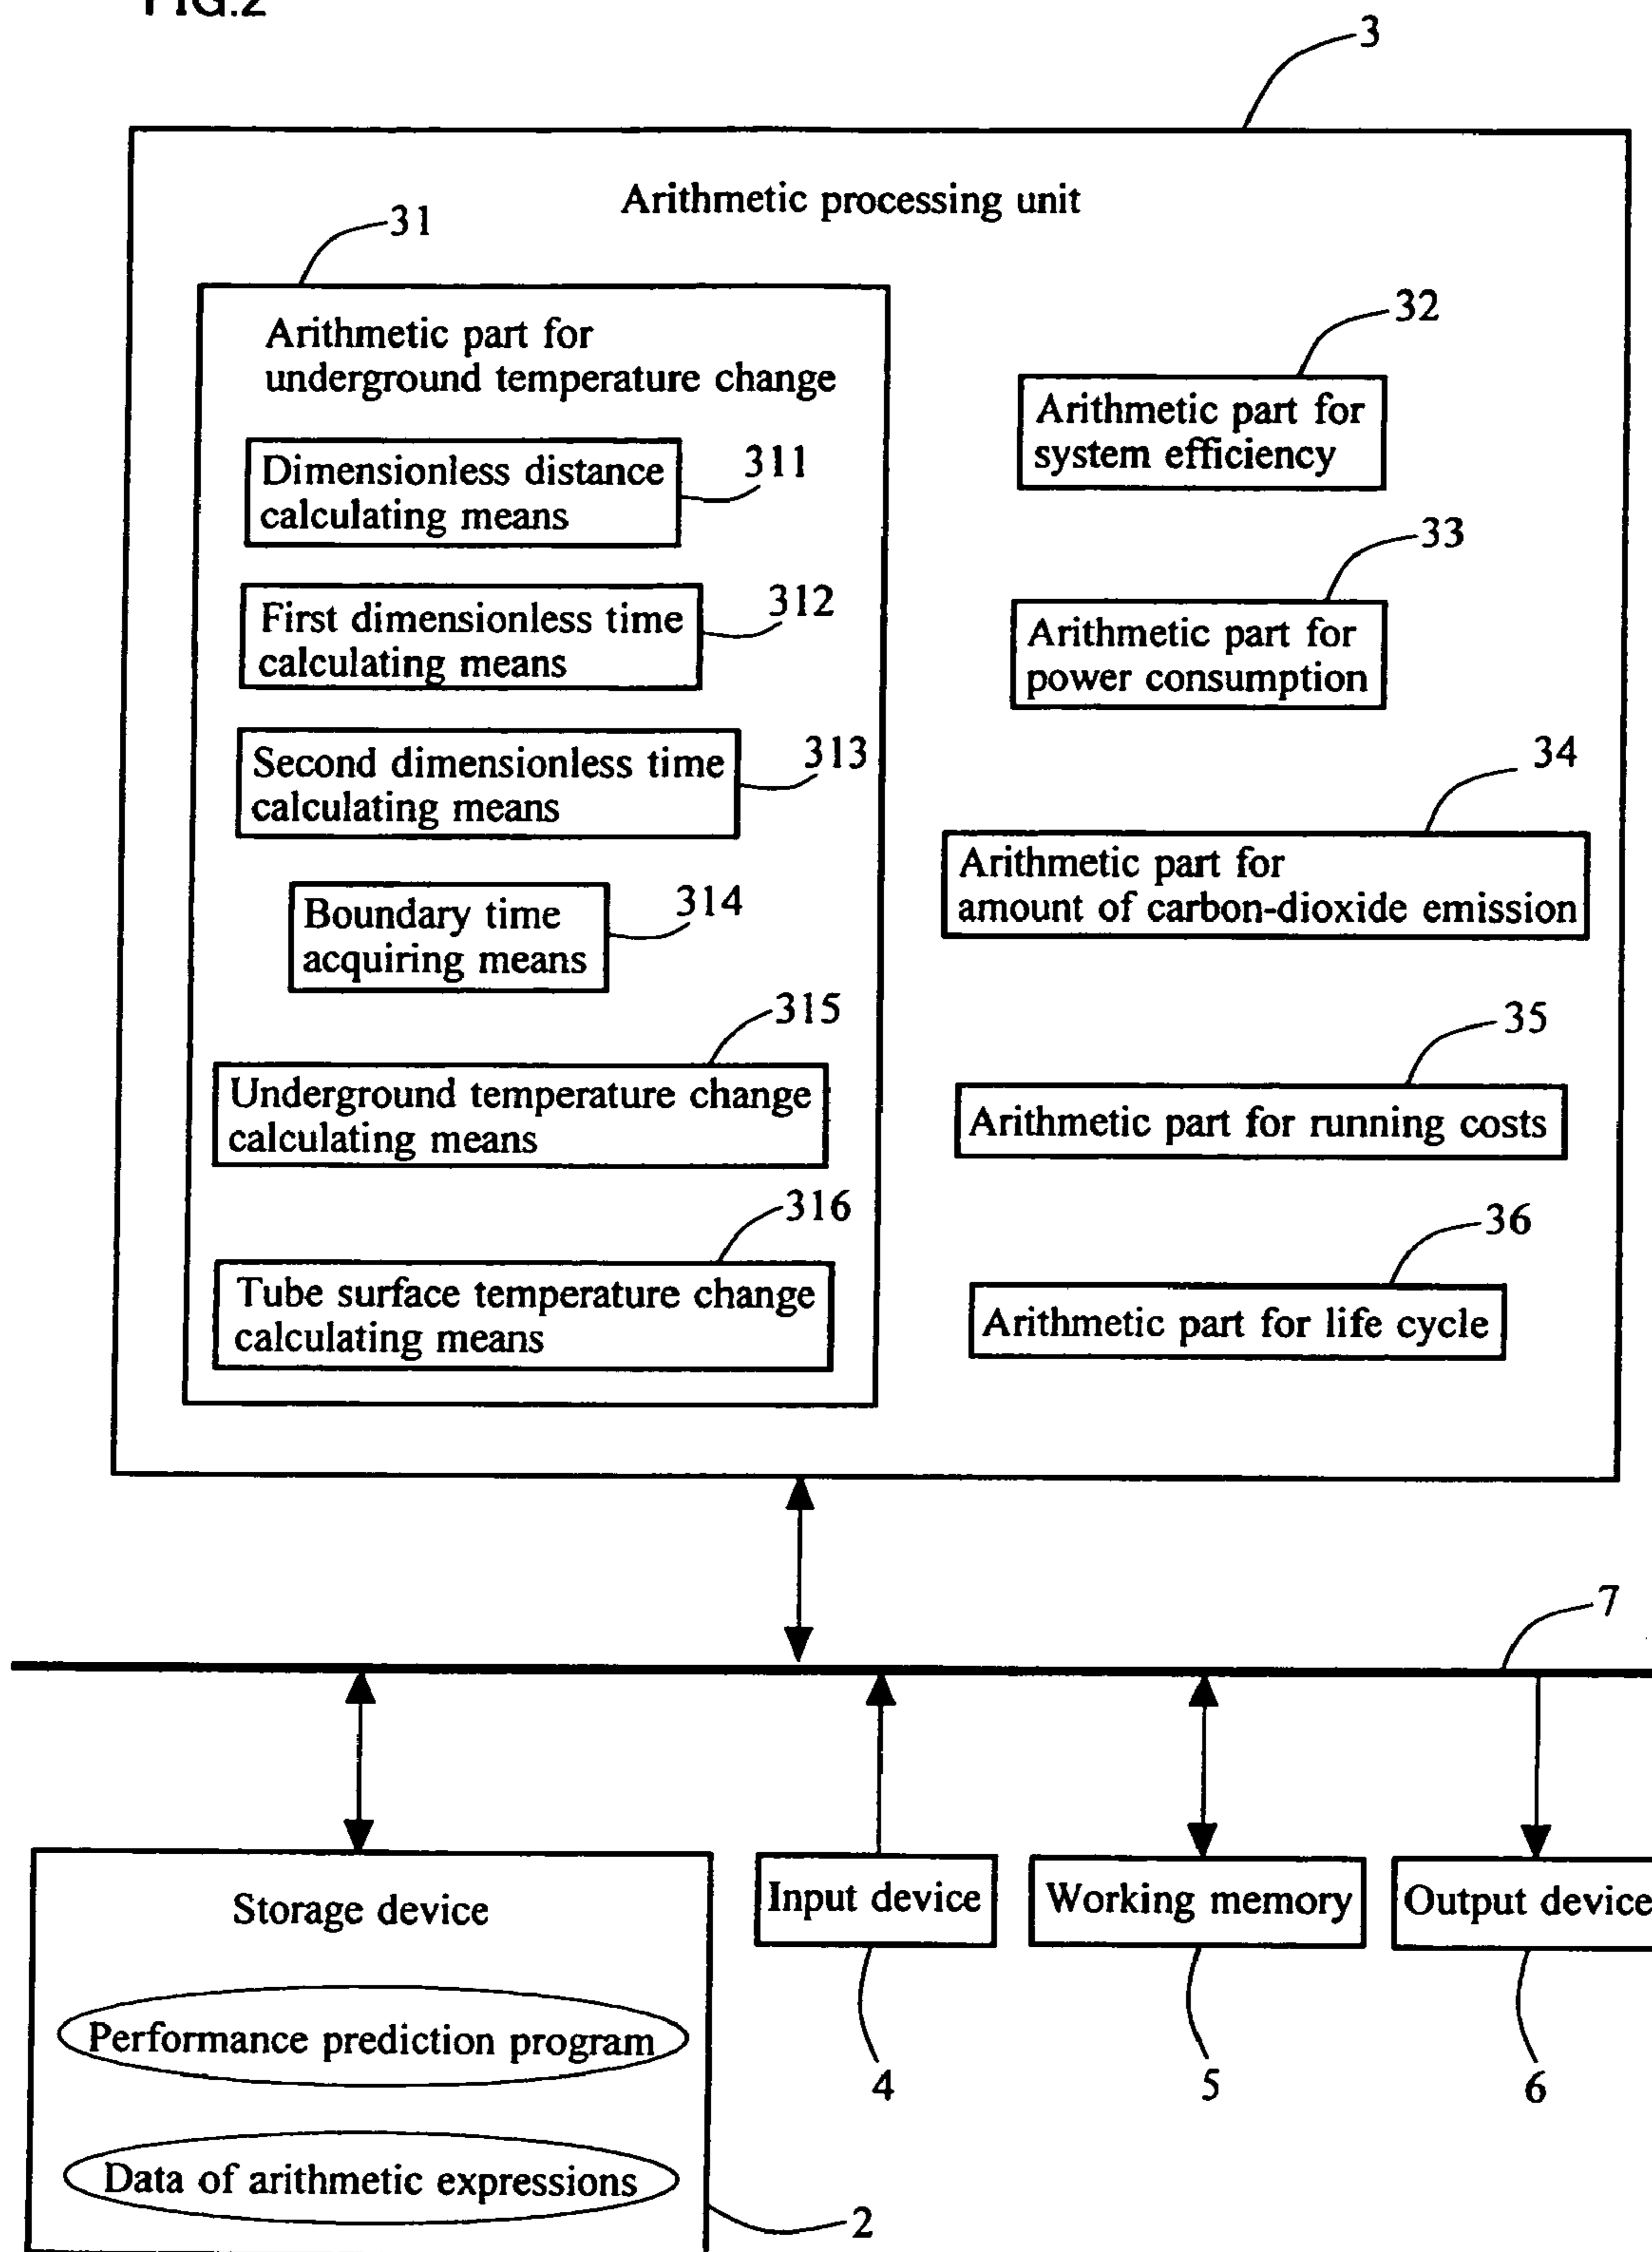 FIG.2
3
Arithmetic processing unit
31
Arithmetic part for
underground temperature change
Dimensionless distance
calculating means
311
First dimensionless time
calculating means
312
Second dimensionless time
calculating means
313
Boundary time
acquiring means
314
315
Underground temperature change
calculating means
316
Tube surface temperature change
calculating means
32
Arithmetic part for
system efficiency
33
Arithmetic part for
power consumption
34
Arithmetic part for
amount of carbon-dioxide emission
35
Arithmetic part for running costs
36
Arithmetic part for life cycle
7
Storage device
Performance prediction program
Data of arithmetic expressions
2
Input device
4
Working memory
5
Output device
6